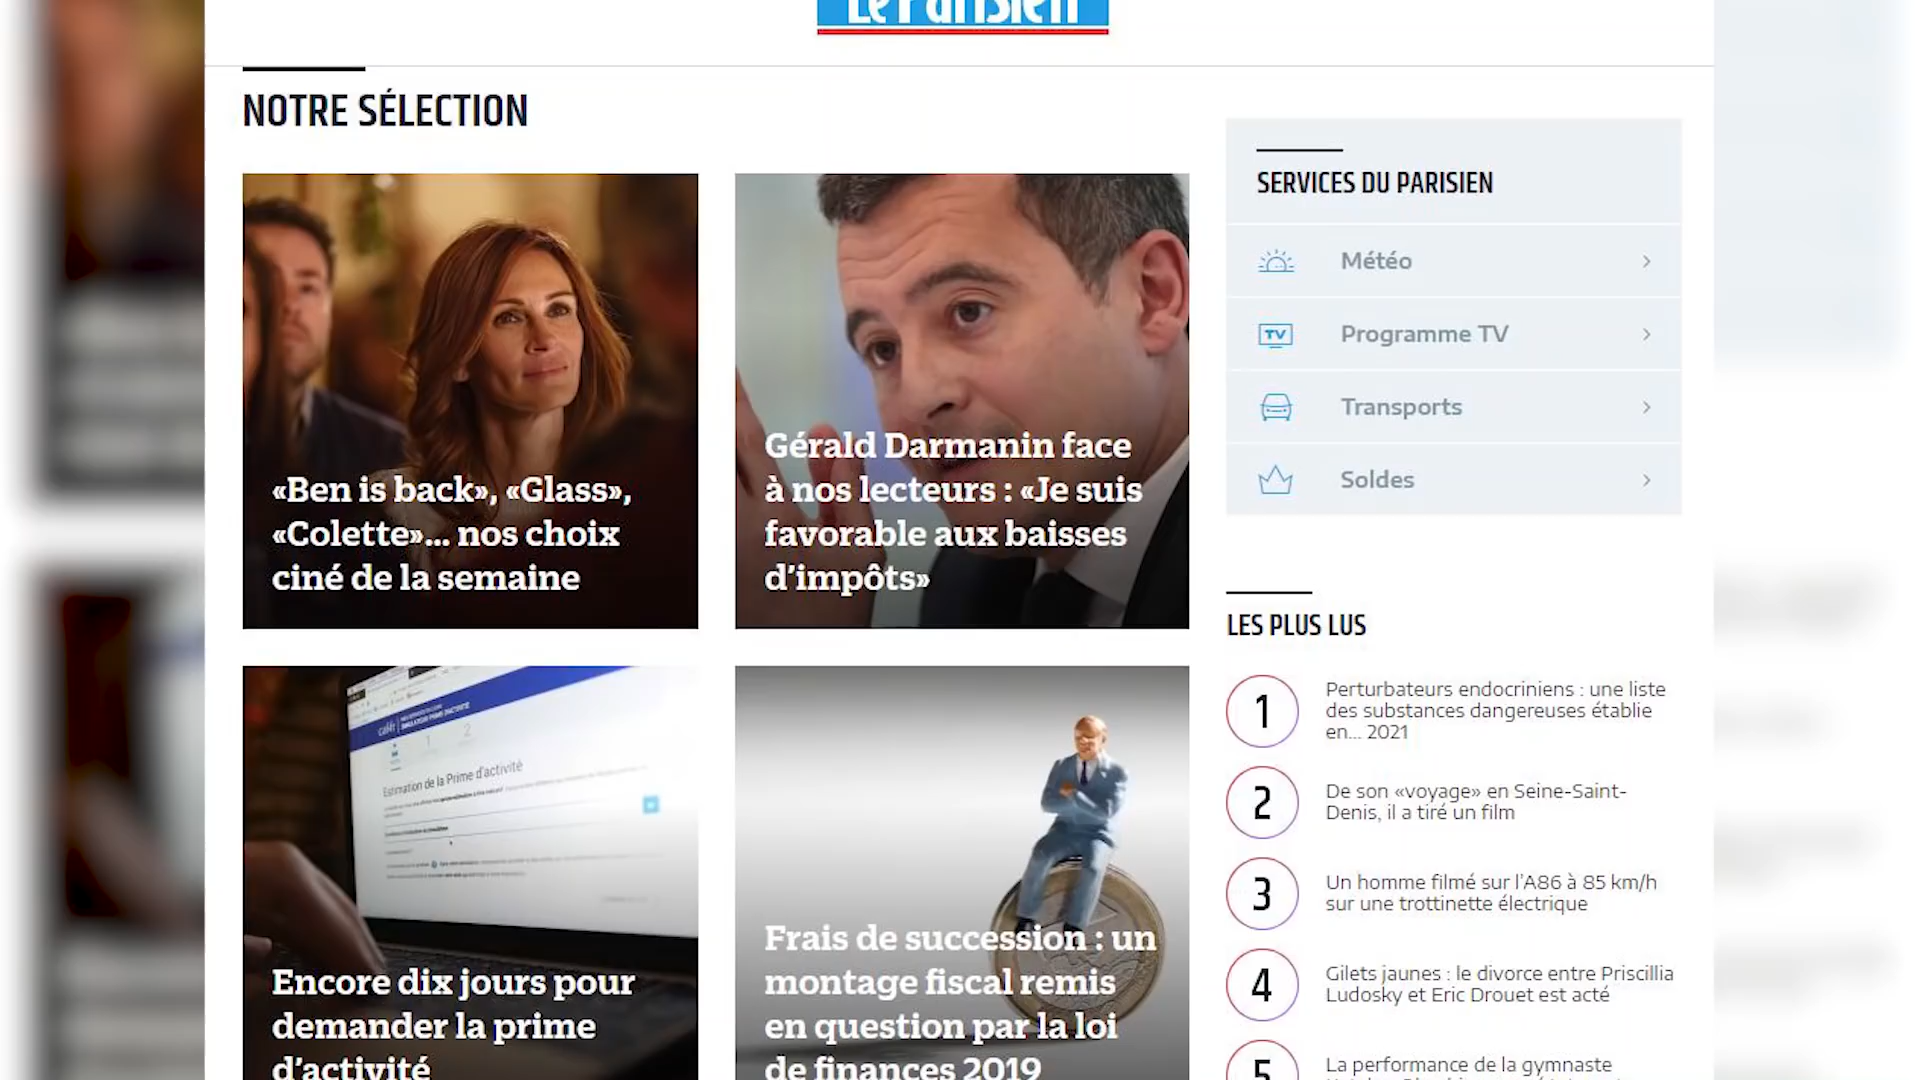 Le Parisien
NOTRE SÉLECTION
«Ben is back», «Glass»,
«Colette»... nos choix
ciné de la semaine
Gérald Darmanin face
à nos lecteurs : «Je suis
favorable aux baisses
d'impôts»
Estimation de la Prime d'activité
Encore dix jours pour
demander la prime
d'activité
Frais de succession : un
montage fiscal remis
en question par la loi
de finances 2019
SERVICES DU PARISIEN
Météo
TV
Programme TV
Transports
Soldes
LES PLUS LUS
1
Perturbateurs endocriniens : une liste
des substances dangereuses établie
en... 2021
2
De son «voyage» en Seine-Saint-
Denis, il a tiré un film
3
Un homme filmé sur l'A86 à 85 km/h
sur une trottinette électrique
4
Gilets jaunes : le divorce entre Priscillia
Ludosky et Eric Drouet est acté
5
La performance de la gymnaste